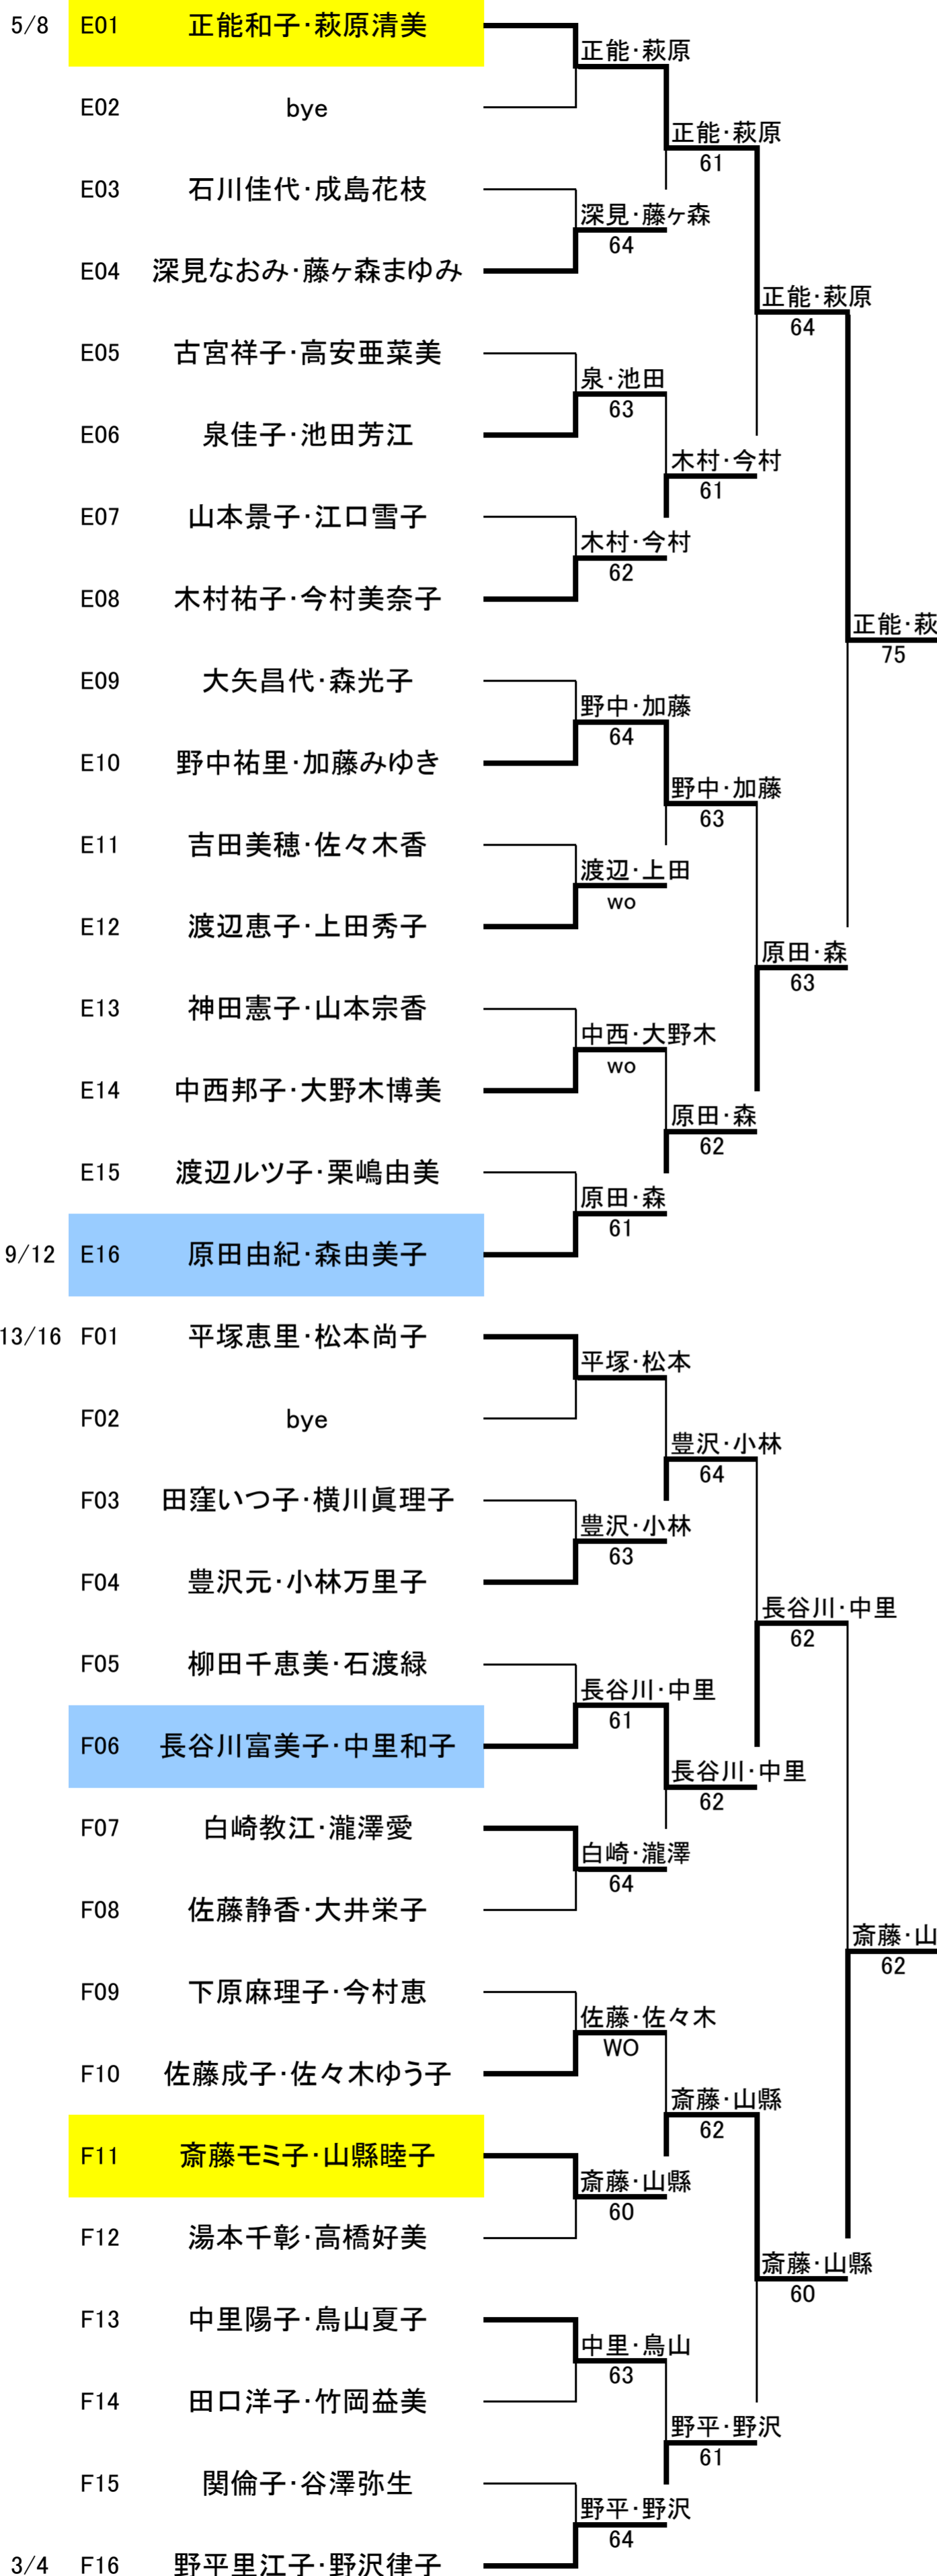 5/8 E01 正能和子・萩原清美
正能・萩原
E02 bye
正能・萩原
61
E03 石川佳代・成島花枝
深見・藤ヶ森
64
E04 深見なおみ・藤ヶ森まゆみ
正能・萩原
64
E05 古宮祥子・高安亜菜美
泉・池田
63
E06 泉佳子・池田芳江
木村・今村
61
E07 山本景子・江口雪子
木村・今村
62
E08 木村祐子・今村美奈子
正能・萩
75
E09 大矢昌代・森光子
野中・加藤
64
E10 野中祐里・加藤みゆき
野中・加藤
63
E11 吉田美穂・佐々木香
渡辺・上田
wo
E12 渡辺恵子・上田秀子
原田・森
63
E13 神田憲子・山本宗香
中西・大野木
wo
E14 中西邦子・大野木博美
原田・森
62
E15 渡辺ルツ子・栗嶋由美
原田・森
61
9/12 E16 原田由紀・森由美子
13/16 F01 平塚恵里・松本尚子
平塚・松本
F02 bye
豊沢・小林
64
F03 田窪いつ子・横川眞理子
豊沢・小林
63
F04 豊沢元・小林万里子
長谷川・中里
62
F05 柳田千恵美・石渡緑
長谷川・中里
61
F06 長谷川富美子・中里和子
長谷川・中里
62
F07 白崎教江・瀧澤愛
白崎・瀧澤
64
F08 佐藤静香・大井栄子
斎藤・山
62
F09 下原麻理子・今村恵
佐藤・佐々木
WO
F10 佐藤成子・佐々木ゆう子
斎藤・山縣
62
F11 斎藤モミ子・山縣睦子
斎藤・山縣
60
F12 湯本千彰・高橋好美
斎藤・山縣
60
F13 中里陽子・鳥山夏子
中里・鳥山
63
F14 田口洋子・竹岡益美
野平・野沢
61
F15 関倫子・谷澤弥生
野平・野沢
64
3/4 F16 野平里江子・野沢律子